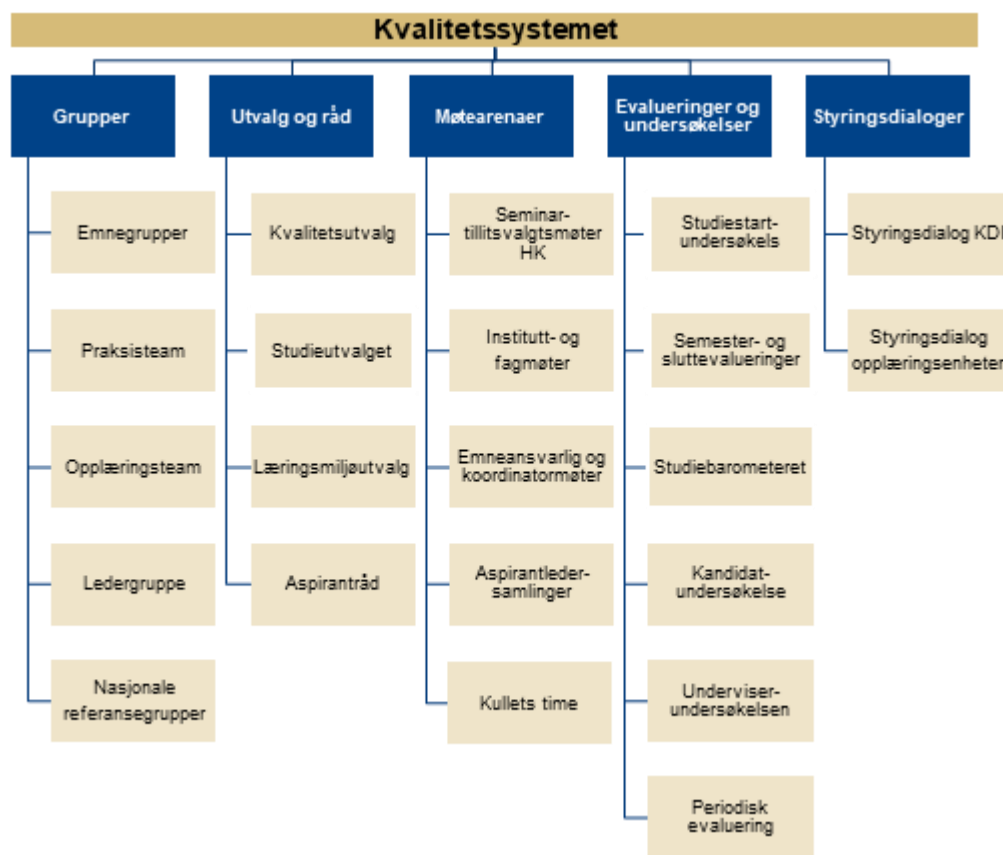 Kvalitetssystemet
Grupper
Emnegrupper
Praksisteam
Opplæringsteam
Ledergruppe
Nasjonale
referansegrupper
Utvalg og råd
Kvalitetsutvalg
Studieutvalget
Læringsmiljøutvalg
Aspirantråd
Møtearenaer
Seminar-
tillitsvalgtsmøter
HK
Institutt- og
fagmøter
Emneansvarlig og
koordinatormøter
Aspirantleder-
samlinger
Kullets time
Evalueringer og
undersøkelser
Studiestart-
undersøkels
Semester- og
sluttevalueringer
Studiebarometeret
Kandidat-
undersøkelse
Underviser-
undersøkelsen
Periodisk
evaluering
Styringsdialoger
Styringsdialog KDI
Styringsdialog
opplæringsenheter